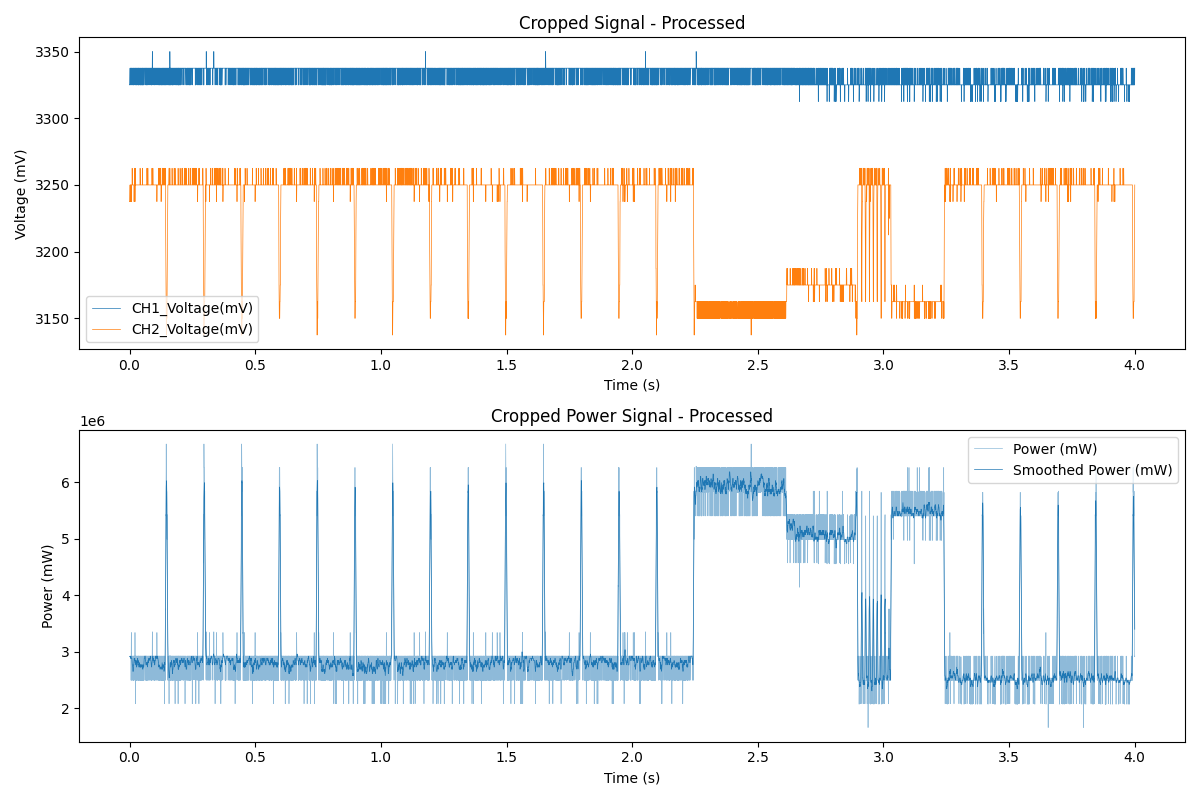 Cropped Signal - Processed
3350
3300
3250
3200
3150
Voltage (mV)
CH1_Voltage(mV)
CH2_Voltage(mV)
0.0 0.5 1.0 1.5 2.0 2.5 3.0 3.5 4.0
Time (s)
Cropped Power Signal - Processed
1e6
6
5
4
3
2
Power (mW)
Power (mW)
Smoothed Power (mW)
0.0 0.5 1.0 1.5 2.0 2.5 3.0 3.5 4.0
Time (s)